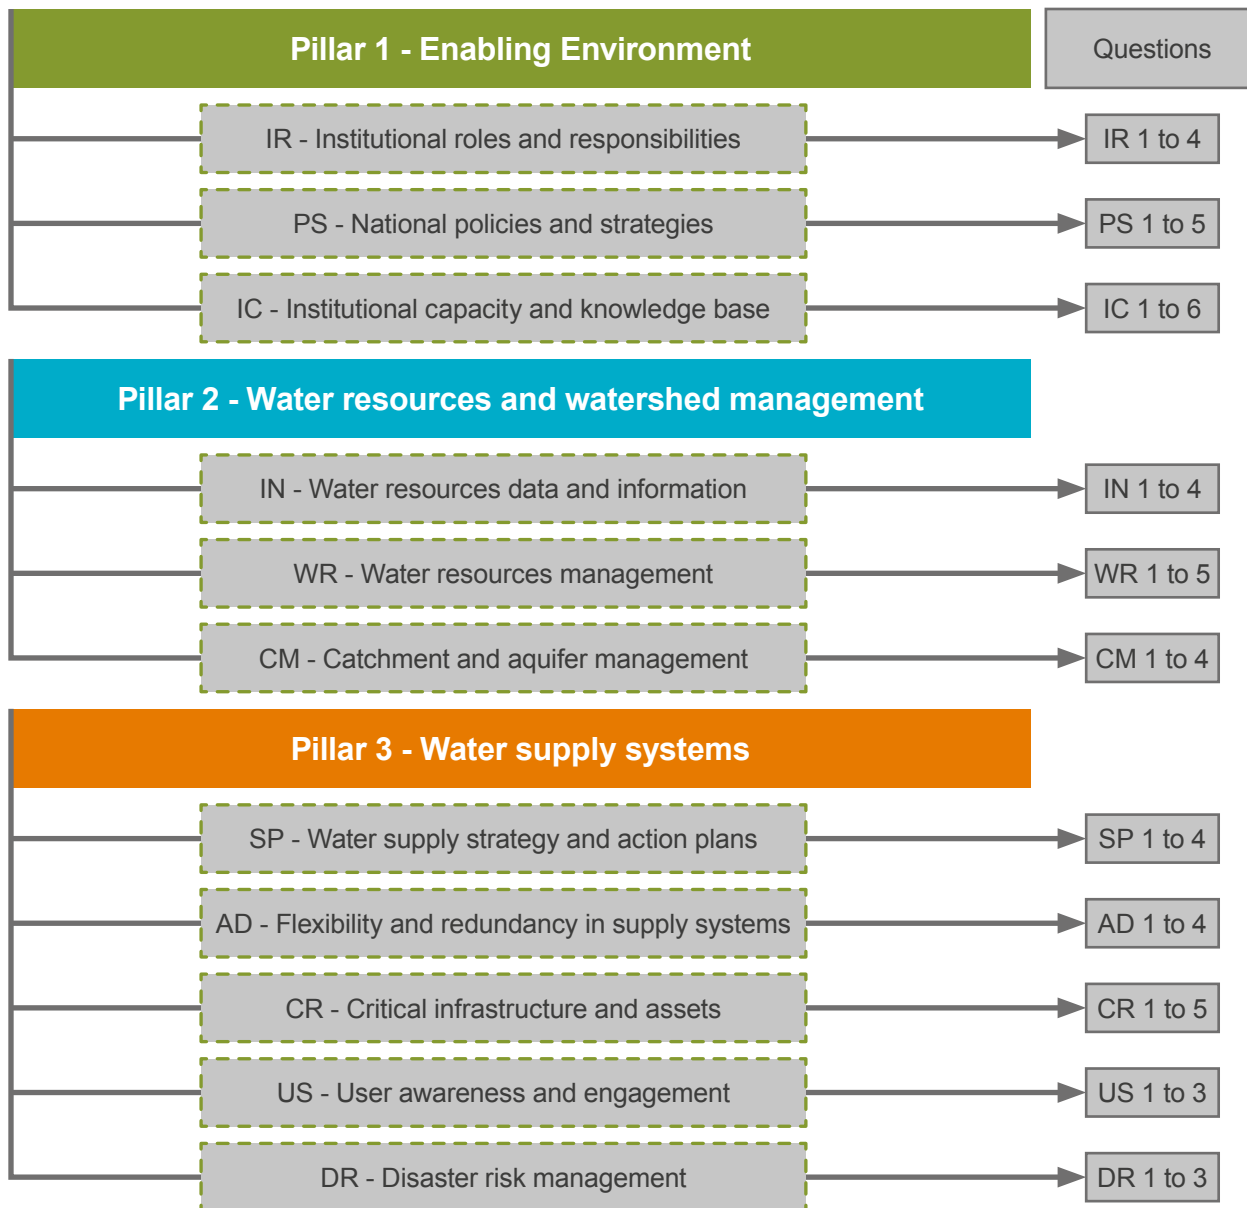 Pillar 1 - Enabling Environment
Questions
IR - Institutional roles and responsibilities
IR 1 to 4
PS - National policies and strategies
PS 1 to 5
IC - Institutional capacity and knowledge base
IC 1 to 6
Pillar 2 - Water resources and watershed management
IN - Water resources data and information
IN 1 to 4
WR - Water resources management
WR 1 to 5
CM - Catchment and aquifer management
CM 1 to 4
Pillar 3 - Water supply systems
SP - Water supply strategy and action plans
SP 1 to 4
AD - Flexibility and redundancy in supply systems
AD 1 to 4
CR - Critical infrastructure and assets
CR 1 to 5
US - User awareness and engagement
US 1 to 3
DR - Disaster risk management
DR 1 to 3